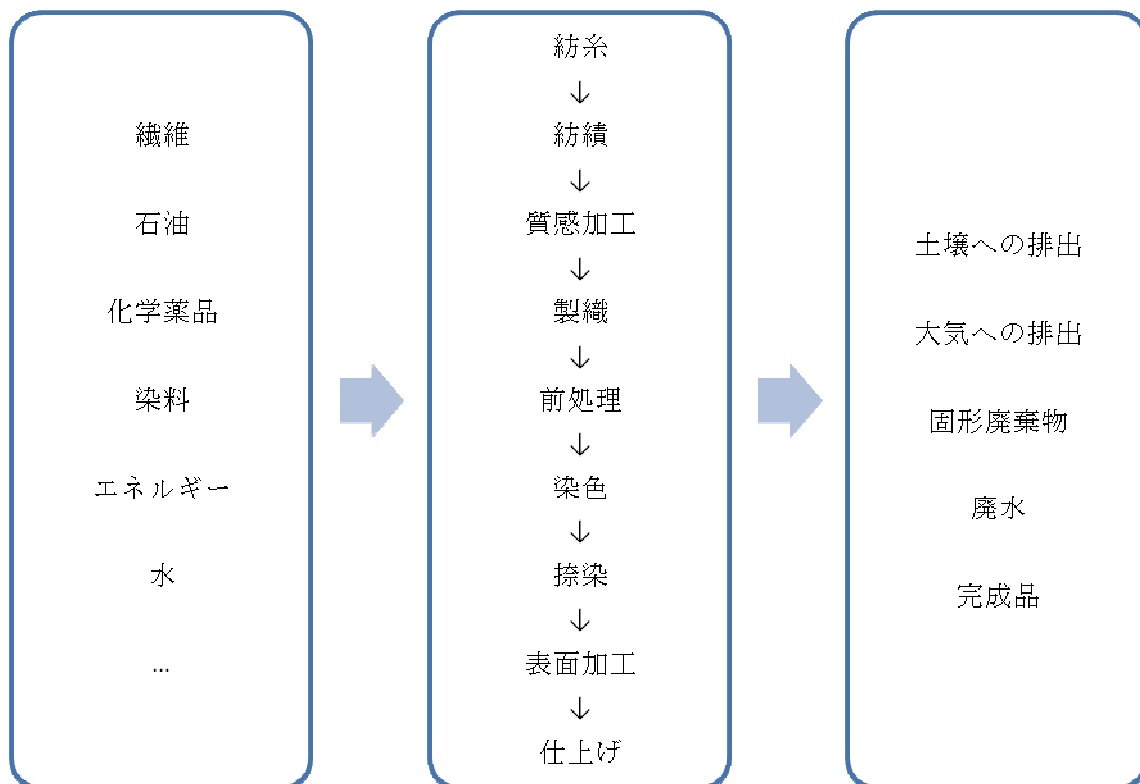 繊維
石油
化学薬品
染料
エネルギー
水
...
紡糸
↓
紡績
↓
質感加工
↓
製織
↓
前処理
↓
染色
↓
捺染
↓
表面加工
↓
仕上げ
土壌への排出
大気への排出
固形廃棄物
廃水
完成品